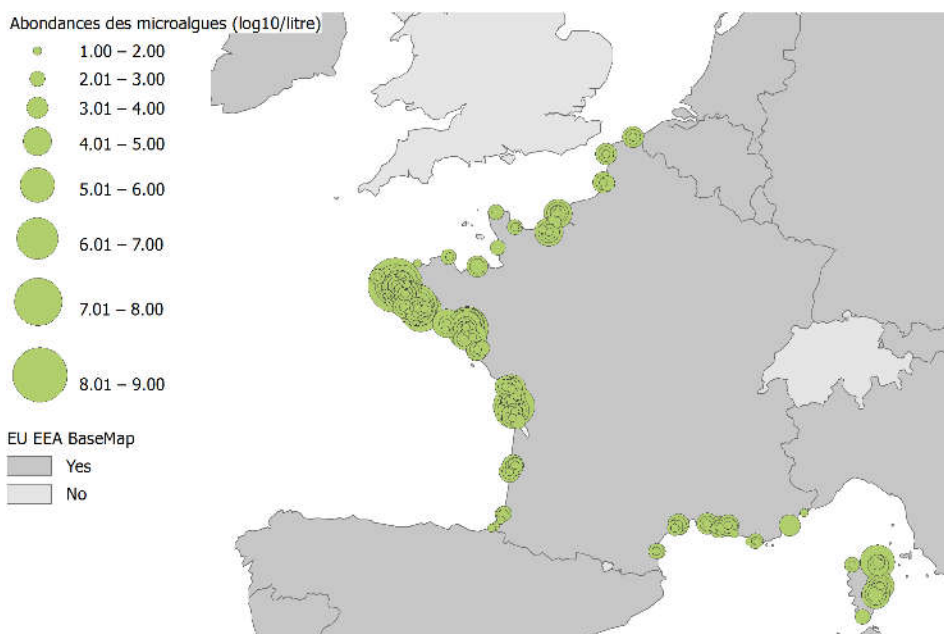 Abondances des microalgues (log10/litre)
1.00 – 2.00
2.01 – 3.00
3.01 – 4.00
4.01 – 5.00
5.01 – 6.00
6.01 – 7.00
7.01 – 8.00
8.01 – 9.00
EU EEA BaseMap
Yes
No